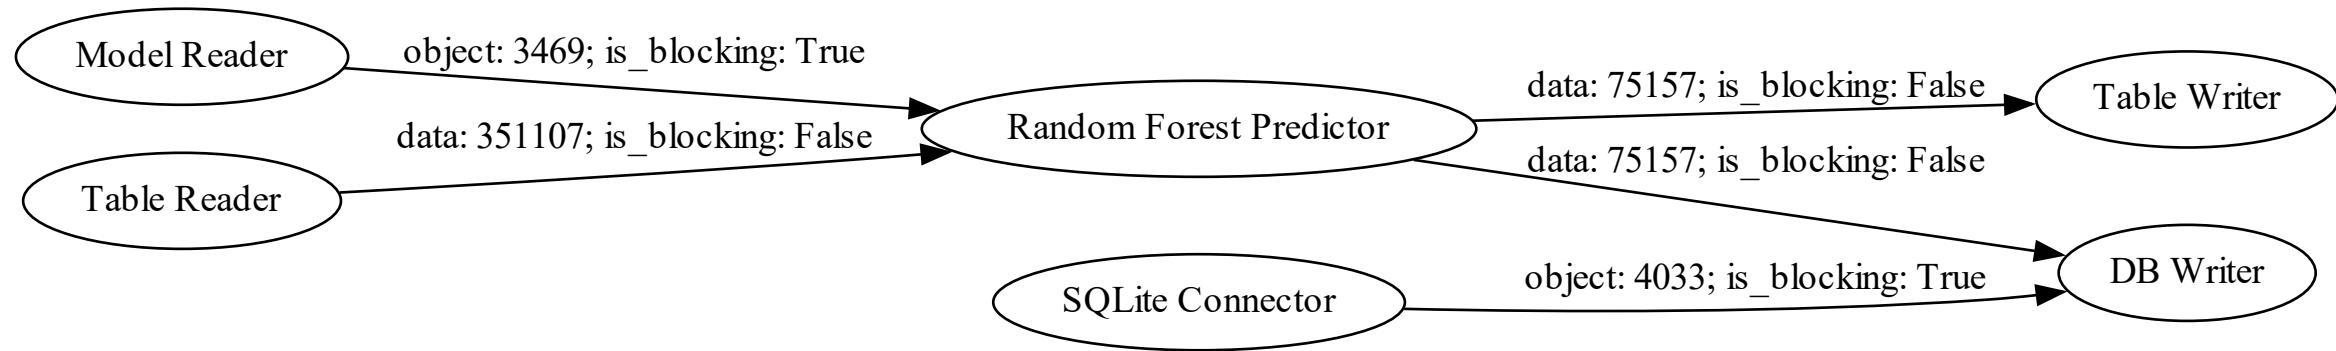 Model Reader
object: 3469; is_blocking: True
Table Reader
data: 351107; is_blocking: False
Random Forest Predictor
data: 75157; is_blocking: False
Table Writer
data: 75157; is_blocking: False
SQLite Connector
object: 4033; is_blocking: True
DB Writer